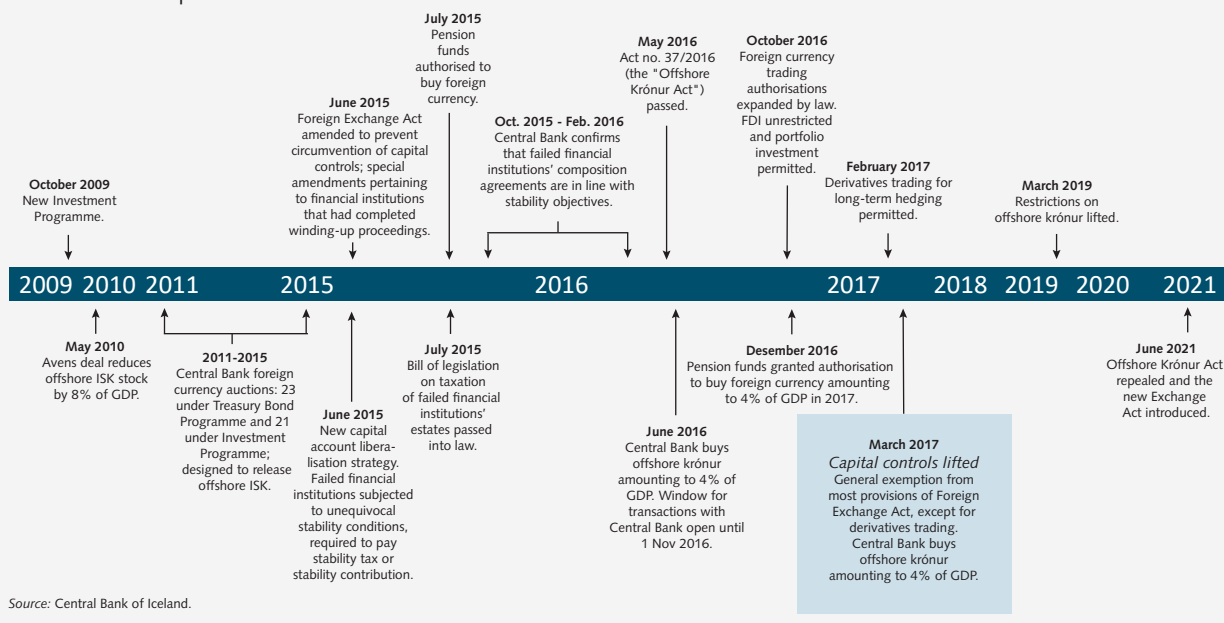 July 2015
Pension
funds
authorised to
buy foreign
currency.
May 2016
Act no. 37/2016
(the "Offshore
Krónur Act")
passed.
October 2016
Foreign currency
trading
authorisations
expanded by law.
FDI unrestricted
and portfolio
investment
permitted.
June 2015
Foreign Exchange Act
amended to prevent
circumvention of capital
controls; special
amendments pertaining
to financial institutions
that had completed
winding-up proceedings.
Oct. 2015 - Feb. 2016
Central Bank confirms
that failed financial
institutions' composition
agreements are in line with
stability objectives.
February 2017
Derivatives trading for
long-term hedging
permitted.
October 2009
New Investment
Programme.
March 2019
Restrictions on
offshore krónur lifted.
2009 2010 2011 2015 2016 2017 2018 2019 2020 2021
May 2010
Avens deal reduces
offshore ISK stock
by 8% of GDP.
2011-2015
Central Bank foreign
currency auctions: 23
under Treasury Bond
Programme and 21
under Investment
Programme;
designed to release
offshore ISK.
June 2015
New capital
account libera-
lisation strategy.
Failed financial
institutions subjected
to unequivocal
stability conditions,
required to pay
stability tax or
stability contribution.
July 2015
Bill of legislation
on taxation
of failed financial
institutions'
estates passed
into law.
June 2016
Central Bank buys
offshore krónur
amounting to 4% of
GDP. Window for
transactions with
Central Bank open until
1 Nov 2016.
Desember 2016
Pension funds granted authorisation
to buy foreign currency amounting
to 4% of GDP in 2017.
March 2017
Capital controls lifted
General exemption from
most provisions of Foreign
Exchange Act, except for
derivatives trading.
Central Bank buys
offshore krónur
amounting to 4% of GDP.
June 2021
Offshore Krónur Act
repealed and the
new Exchange
Act introduced.
Source: Central Bank of Iceland.